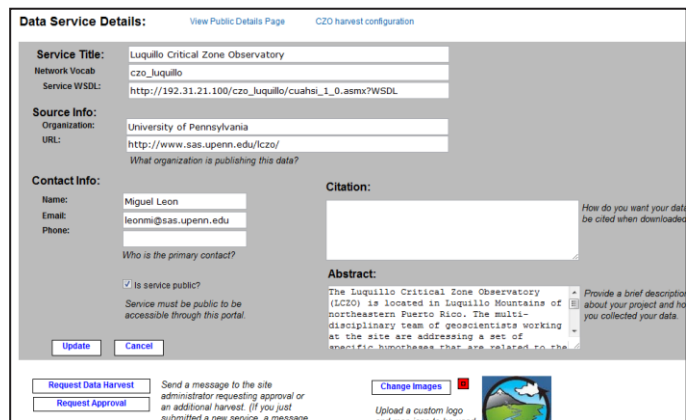 Data Service Details:
View Public Details Page
CZO harvest configuration
Service Title:
Luquillo Critical Zone Observatory
Network Vocab
czo_luquillo
Service WSDL:
http://192.31.21.100/czo_luquillo/cuahsi_1_0.asmx?WSDL
Source Info:
Organization:
University of Pennsylvania
URL:
http://www.sas.upenn.edu/lczo/
What organization is publishing this data?
Contact Info:
Name:
Miguel Leon
Email:
leonmi@sas.upenn.edu
Phone:
Who is the primary contact?
Is service public?
Service must be public to be
accessible through this portal.
Update
Cancel
Citation:
How do you want your data
be cited when downloaded
Abstract:
The Luquillo Critical Zone Observatory
(LCZO) is located in Luquillo Mountains of
northeastern Puerto Rico. The multi-
disciplinary team of geoscientists working
at the site are addressing a set of
specific hypotheses that are related to the
Provide a brief description
about your project and ho
you collected your data.
Request Data Harvest
Request Approval
Send a message to the site
administrator requesting approval or
an additional harvest. (If you just
submitted a new service, a message
Change Images
Upload a custom logo